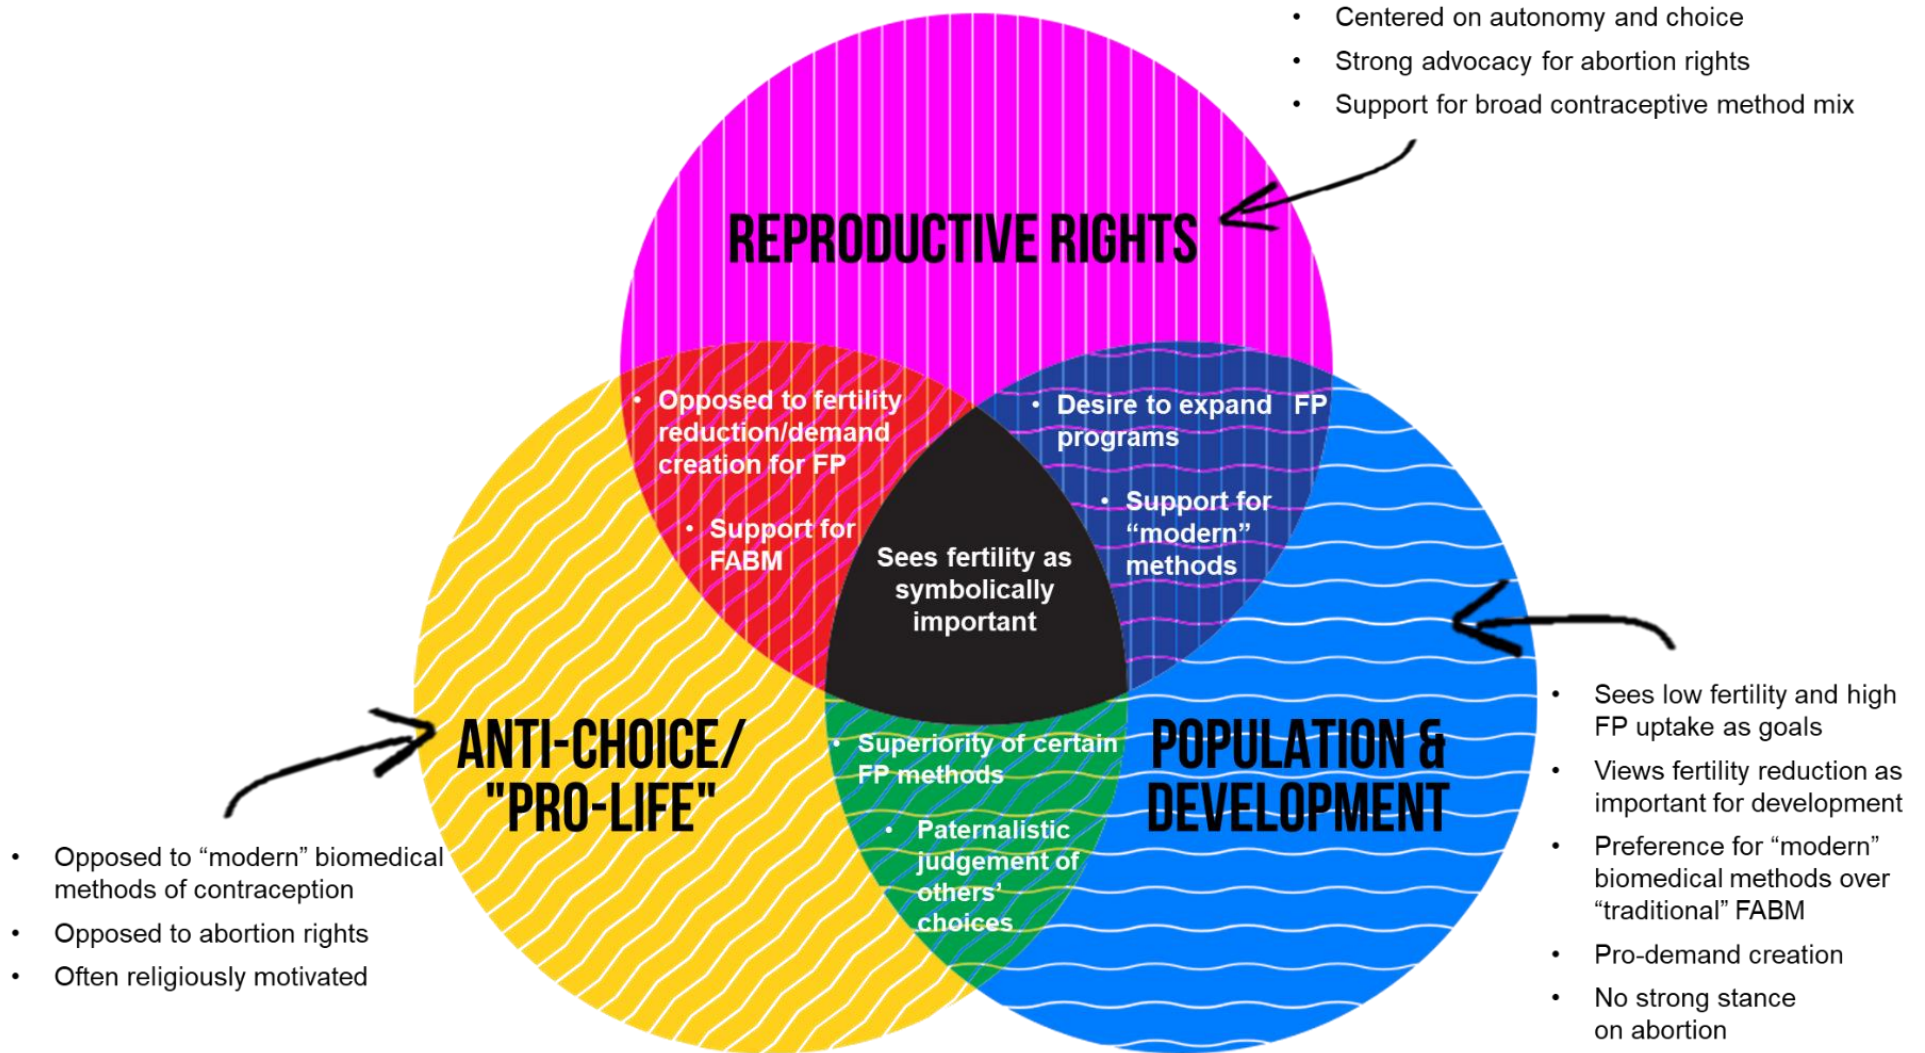 • Centered on autonomy and choice
• Strong advocacy for abortion rights
• Support for broad contraceptive method mix
REPRODUCTIVE RIGHTS
• Opposed to fertility
reduction/demand
creation for FP
• Support for
FABM
• Desire to expand FP
programs
• Support for
“modern”
methods
Sees fertility as
symbolically
important
ANTI-CHOICE/
"PRO-LIFE"
• Opposed to “modern” biomedical
methods of contraception
• Opposed to abortion rights
• Often religiously motivated
• Superiority of certain
FP methods
• Paternalistic
judgement of
others’
choices
POPULATION &
DEVELOPMENT
• Sees low fertility and high
FP uptake as goals
• Views fertility reduction as
important for development
• Preference for “modern”
biomedical methods over
“traditional” FABM
• Pro-demand creation
• No strong stance
on abortion